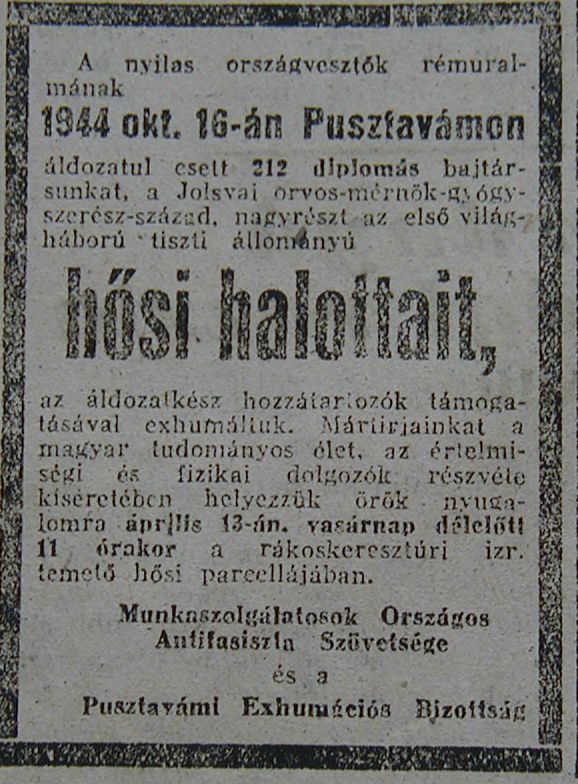 A nyilas országvesztők rémural-
mának
1944 okt. 16-án Pusztavámon
áldozatul esett 212 diplomás bajtár-
sunkat, a Jolsvai orvos-mérnök-gyógy-
szerész-század, nagyrészt az első világ-
háború tiszti állományú
hősi halottait,
az áldozatkész hozzátartozók támoga-
tásával exhumáltuk. Mártirjainkat a
magyar tudományos élet, az értelmi-
ségi és fizikai dolgozók részvéte
kiséretében helyezzük örök nyuga-
lomra április 13-án, vasárnap délelőtt
11 órakor a rákoskeresztúri izr.
temető hősi parcellájában.
Munkaszolgálatosok Országos
Antifasiszta Szövetsége
és a
Pusztavámi Exhumációs Bizottság